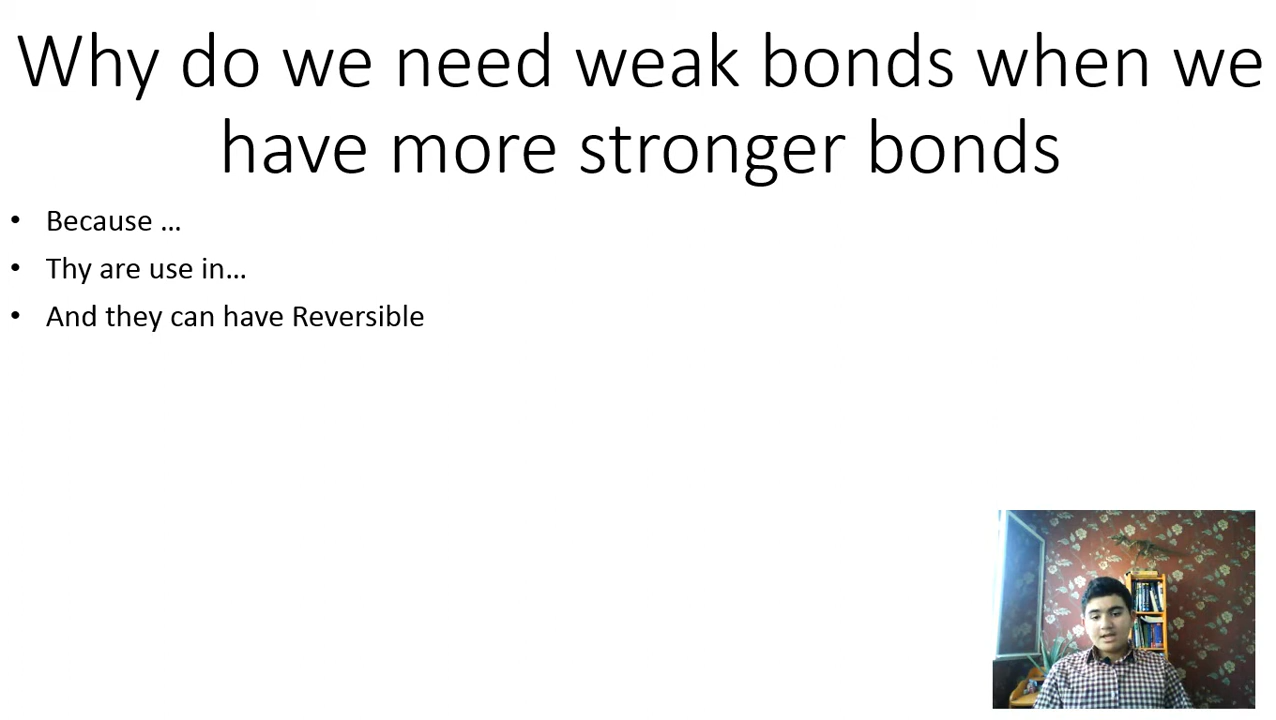 Why do we need weak bonds when we
have more stronger bonds
• Because …
• Thy are use in…
• And they can have Reversible